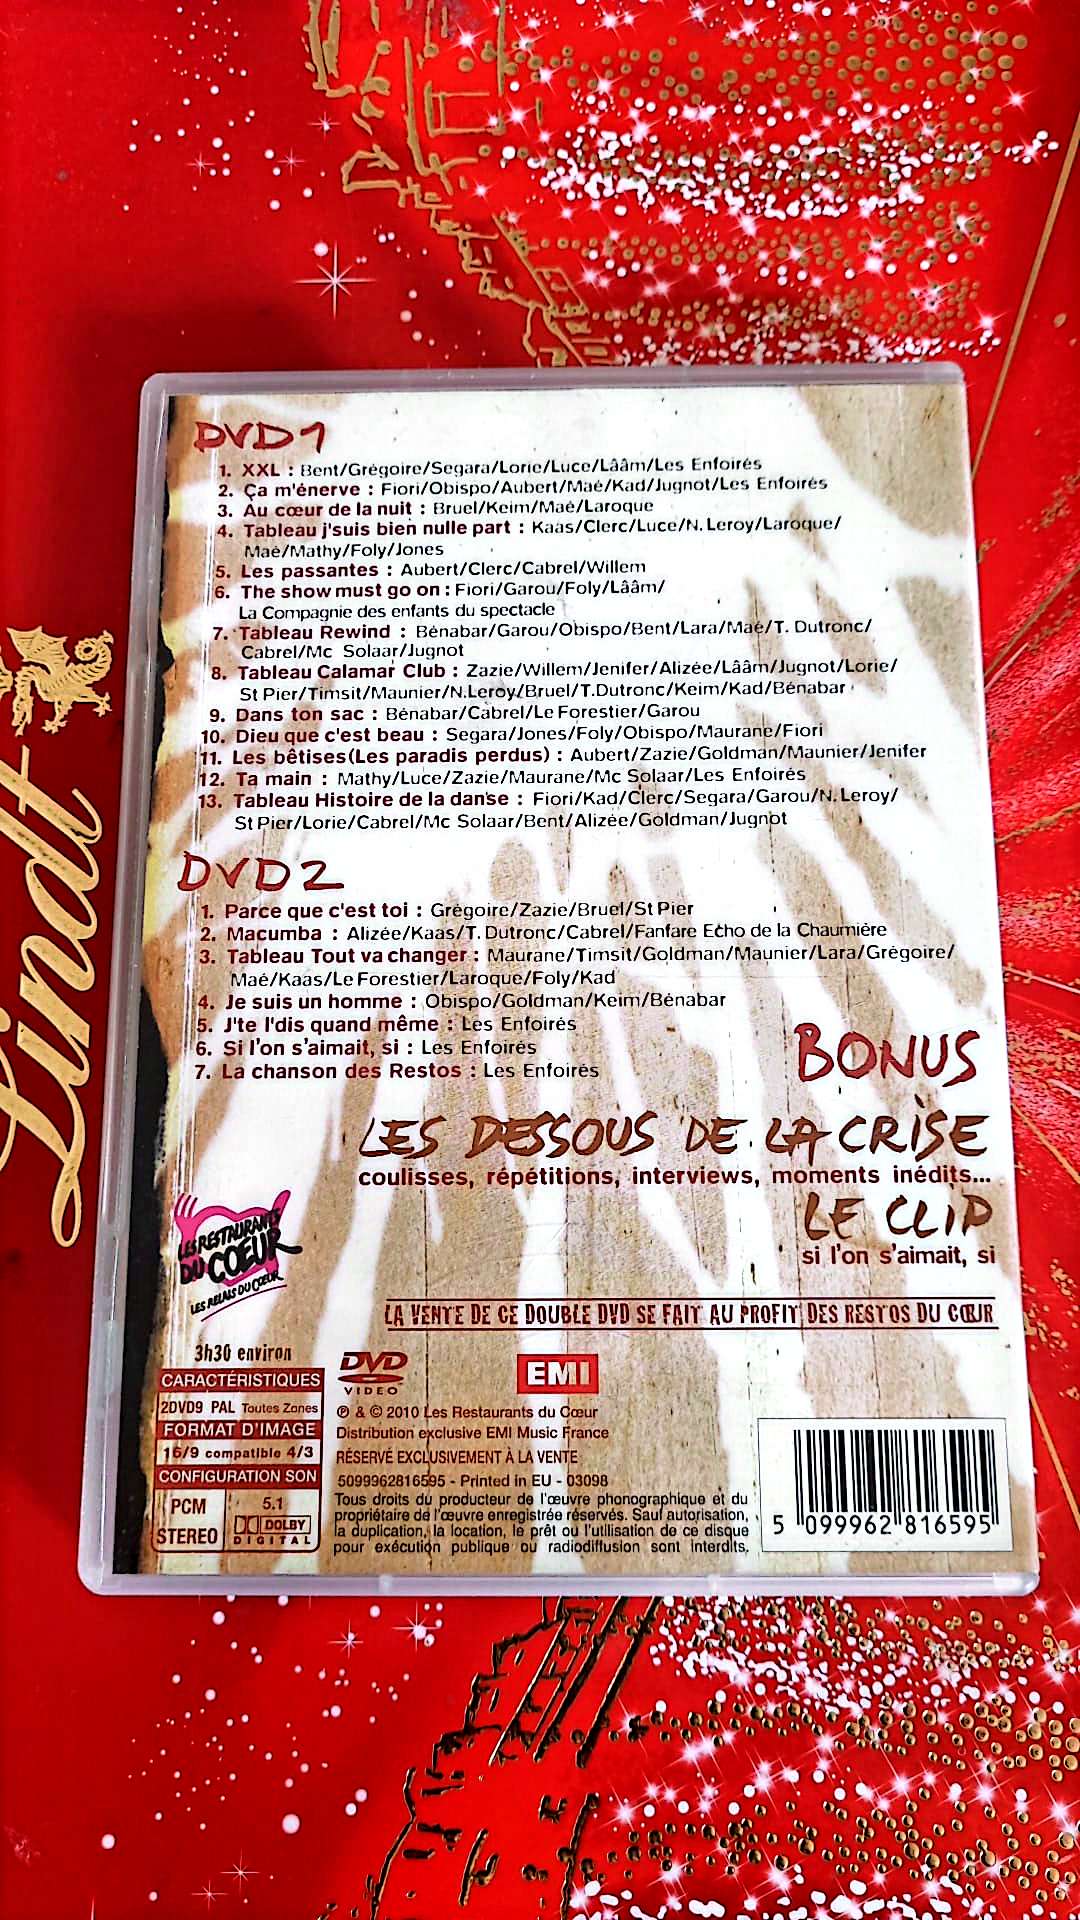 Lindt
DVD 1
1. XXL : Bent/Grégoire/Segara/Lorie/Luce/Lââm/Les Enfoirés
2. Ça m'énerve : Fiori/Obispo/Aubert/Maé/Kad/Jugnot/Les Enfoirés
3. Au cœur de la nuit : Bruel/Keim/Maé/Laroque
4. Tableau j'suis bien nulle part : Kaas/Clerc/Luce/N.Leroy/Laroque/
Maé/Mathy/Foly/Jones
5. Les passantes : Aubert/Clerc/Cabrel/Willem
6. The show must go on : Fiori/Garou/Foly/Lââm/
La Compagnie des enfants du spectacle
7. Tableau Rewind : Bénabar/Garou/Obispo/Bent/Lara/Maé/T. Dutronc/
Cabrel/Mc Solaar/Jugnot
8. Tableau Calamar Club : Zazie/Willem/Jenifer/Alizée/Lââm/Jugnot/Lorie/
St Pier/Timsit/Maunier/N.Leroy/Bruel/T.Dutronc/Keim/Kad/Bénabar
9. Dans ton sac : Bénabar/Cabrel/Le Forestier/Garou
10. Dieu que c'est beau : Segara/Jones/Foly/Obispo/Maurane/Fiori
11. Les bêtises(Les paradis perdus) : Aubert/Zazie/Goldman/Maunier/Jenifer
12. Ta main : Mathy/Luce/Zazie/Maurane/Mc Solaar/Les Enfoirés
13. Tableau Histoire de la danse : Fiori/Kad/Clerc/Segara/Garou/N.Leroy/
St Pier/Lorie/Cabrel/Mc Solaar/Bent/Alizée/Goldman/Jugnot
DVD 2
1. Parce que c'est toi : Grégoire/Zazie/Bruel/St Pier
2. Macumba : Alizée/Kaas/T. Dutronc/Cabrel/Fanfare Echo de la Chaumière
3. Tableau Tout va changer : Maurane/Timsit/Goldman/Maunier/Lara/Grégoire/
Maé/Kaas/Le Forestier/Laroque/Foly/Kad
4. Je suis un homme : Obispo/Goldman/Keim/Bénabar
5. J'te l'dis quand même : Les Enfoirés
6. Si l'on s'aimait, si : Les Enfoirés
7. La chanson des Restos : Les Enfoirés
BONUS
LES DESSOUS DE LA CRISE
coulisses, répétitions, interviews, moments inédits...
LE CLIP
si l'on s'aimait, si
LES RESTAURANTS
DU CŒUR
LES RELAIS DU CŒUR
LA VENTE DE CE DOUBLE DVD SE FAIT AU PROFIT DES RESTOS DU CŒUR
3h30 environ
CARACTÉRISTIQUES
2DVD9 PAL Toutes Zones
FORMAT D'IMAGE
16/9 compatible 4/3
CONFIGURATION SON
PCM
STEREO
5.1
DOLBY
DIGITAL
DVD
VIDEO
EMI
℗ & © 2010 Les Restaurants du Cœur
Distribution exclusive EMI Music France
RÉSERVÉ EXCLUSIVEMENT À LA VENTE
5099962816595 - Printed in EU - 03098
Tous droits du producteur de l'œuvre phonographique et du
propriétaire de l'œuvre enregistrée réservés. Sauf autorisation,
la duplication, la location, le prêt ou l'utilisation de ce disque
pour exécution publique ou radiodiffusion sont interdits.
5 099962 816595